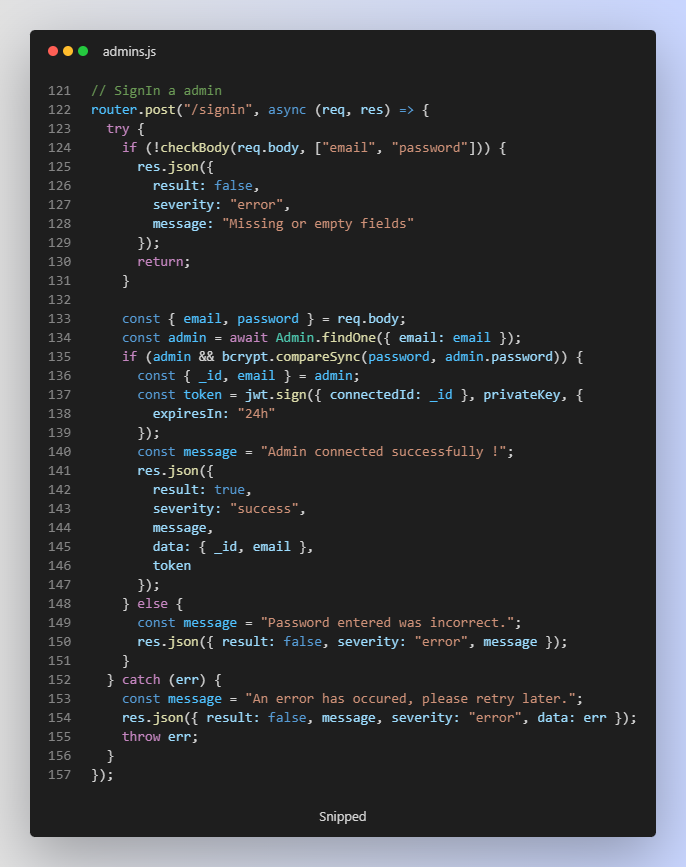 admins.js
121 // SignIn a admin
122 router.post("/signin", async (req, res) => {
123   try {
124     if (!checkBody(req.body, ["email", "password"])) {
125       res.json({
126         result: false,
127         severity: "error",
128         message: "Missing or empty fields"
129       });
130       return;
131     }
132
133     const { email, password } = req.body;
134     const admin = await Admin.findOne({ email: email });
135     if (admin && bcrypt.compareSync(password, admin.password)) {
136       const { _id, email } = admin;
137       const token = jwt.sign({ connectedId: _id }, privateKey, {
138         expiresIn: "24h"
139       });
140       const message = "Admin connected successfully !";
141       res.json({
142         result: true,
143         severity: "success",
144         message,
145         data: { _id, email },
146         token
147       });
148     } else {
149       const message = "Password entered was incorrect.";
150       res.json({ result: false, severity: "error", message });
151     }
152   } catch (err) {
153     const message = "An error has occured, please retry later.";
154     res.json({ result: false, message, severity: "error", data: err });
155     throw err;
156   }
157 });
Snipped